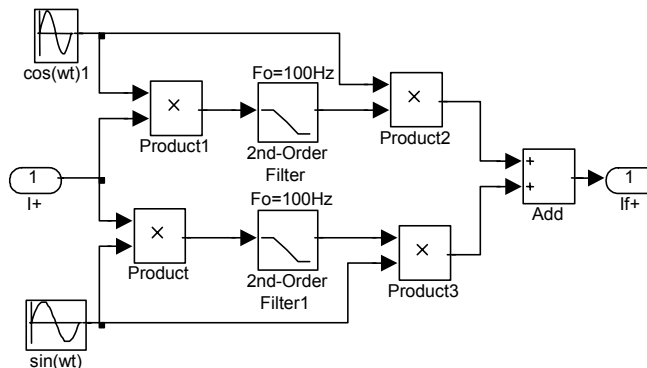 cos(wt)1
Fo=100Hz
×
Product1
2nd-Order
Filter
×
Product2
1
I+
+
+
Add
1
If+
Fo=100Hz
×
Product
2nd-Order
Filter1
×
Product3
sin(wt)